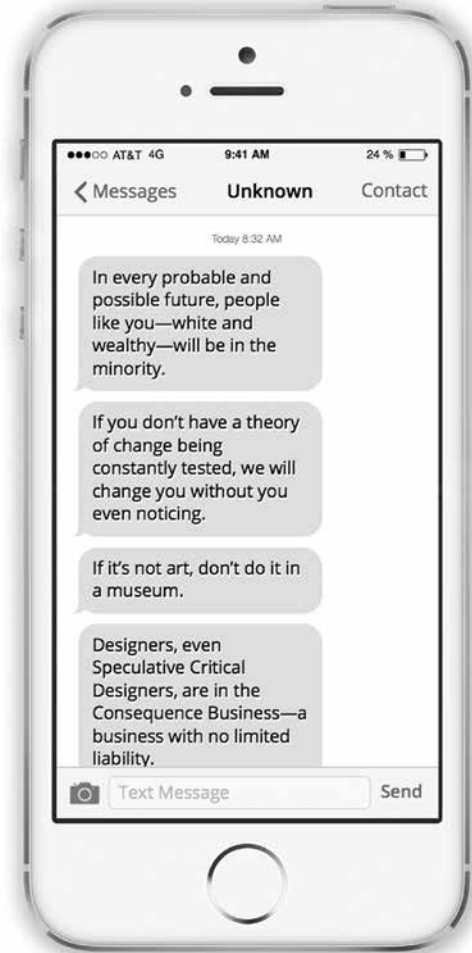 AT&T 4G 9:41 AM 24 %
Messages Unknown Contact
Today 8:32 AM
In every probable and
possible future, people
like you—white and
wealthy—will be in the
minority.
If you don't have a theory
of change being
constantly tested, we will
change you without you
even noticing.
If it's not art, don't do it in
a museum.
Designers, even
Speculative Critical
Designers, are in the
Consequence Business—a
business with no limited
liability.
Text Message Send